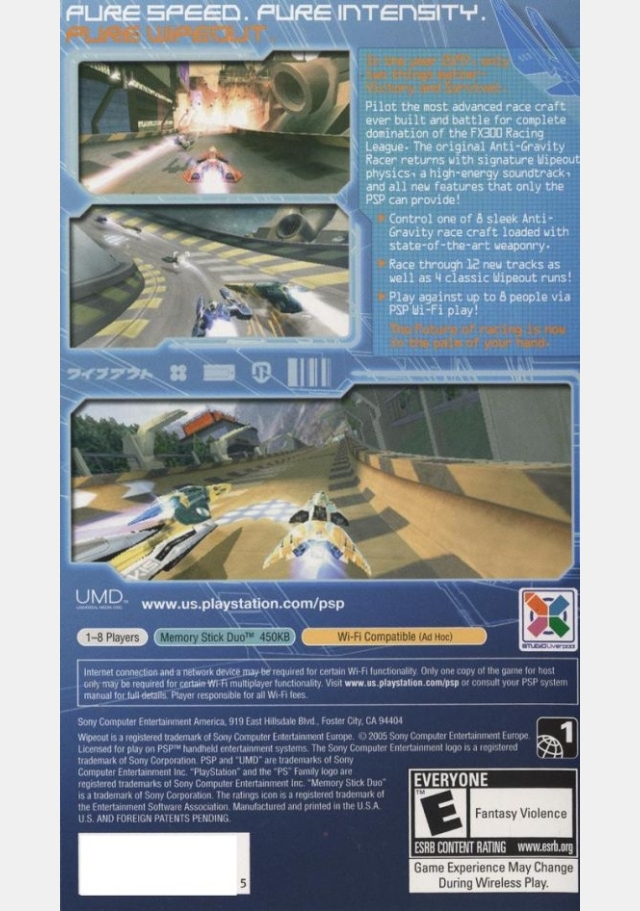 PURE SPEED. PURE INTENSITY.
PURE WIPEOUT.
Pilot the most advanced race craft
ever built and battle for complete
domination of the FX300 Racing
League. The original Anti-Gravity
Racer returns with signature Wipeout
physics, a high-energy soundtrack,
and all new features that only the
PSP can provide!
Control one of 8 sleek Anti-
Gravity race craft loaded with
state-of-the-art weaponry.
Race through 12 new tracks as
well as 4 classic Wipeout runs!
Play against up to 8 people via
PSP Wi-Fi play!
The future of racing is now
in the palm of your hand.
ワイプアウト
UMD™
www.us.playstation.com/psp
STUDIO LIVERPOOL
1–8 Players
Memory Stick Duo™ 450KB
Wi-Fi Compatible (Ad Hoc)
Internet connection and a network device may be required for certain Wi-Fi functionality. Only one copy of the game for host
only may be required for certain Wi-Fi multiplayer functionality. Visit www.us.playstation.com/psp or consult your PSP system
manual for full details. Player responsible for all Wi-Fi fees.
Sony Computer Entertainment America, 919 East Hillsdale Blvd., Foster City, CA 94404
Wipeout is a registered trademark of Sony Computer Entertainment Europe. © 2005 Sony Computer Entertainment Europe.
Licensed for play on PSP™ handheld entertainment systems. The Sony Computer Entertainment logo is a registered
trademark of Sony Corporation. PSP and "UMD" are trademarks of Sony
Computer Entertainment Inc. "PlayStation" and the "PS" Family logo are
registered trademarks of Sony Computer Entertainment Inc. "Memory Stick Duo"
is a trademark of Sony Corporation. The ratings icon is a registered trademark of
the Entertainment Software Association. Manufactured and printed in the U.S.A.
U.S. AND FOREIGN PATENTS PENDING.
1
EVERYONE
E
Fantasy Violence
ESRB CONTENT RATING www.esrb.org
Game Experience May Change
During Wireless Play.
5